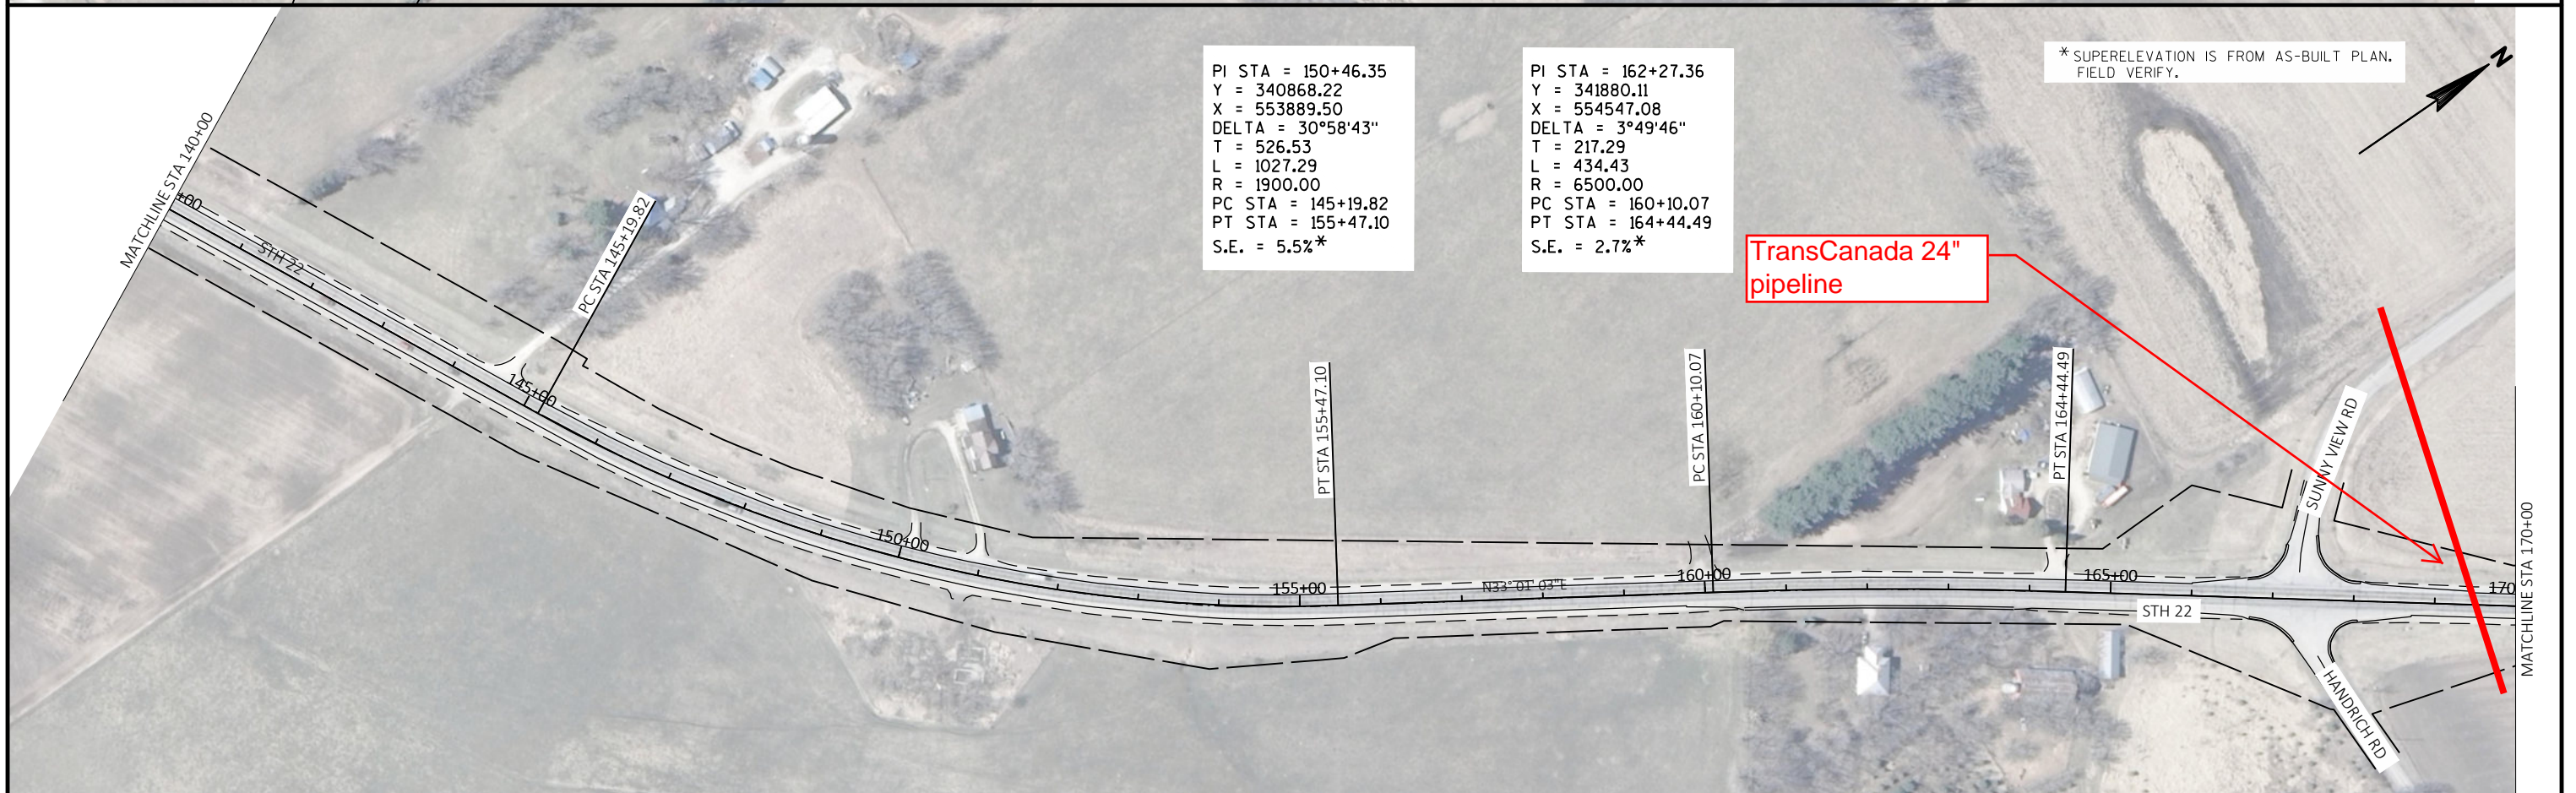 PI STA = 150+46.35
Y = 340868.22
X = 553889.50
DELTA = 30°58'43"
T = 526.53
L = 1027.29
R = 1900.00
PC STA = 145+19.82
PT STA = 155+47.10
S.E. = 5.5%*
PI STA = 162+27.36
Y = 341880.11
X = 554547.08
DELTA = 3°49'46"
T = 217.29
L = 434.43
R = 6500.00
PC STA = 160+10.07
PT STA = 164+44.49
S.E. = 2.7%*
* SUPERELEVATION IS FROM AS-BUILT PLAN.
FIELD VERIFY.
N
TransCanada 24"
pipeline
MATCHLINE STA 140+00
+00
STH 22
PC STA 145+19.82
145+00
150+00
PT STA 155+47.10
155+00
N33°01'03"E
PC STA 160+10.07
160+00
PT STA 164+44.49
165+00
STH 22
SUNNY VIEW RD
HANDRICH RD
170
MATCHLINE STA 170+00